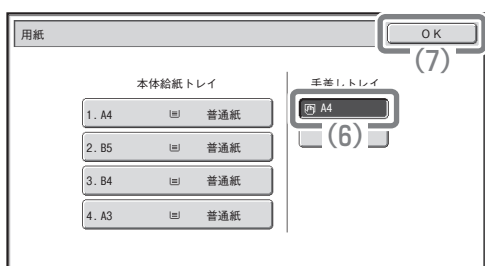 用紙
OK
(7)
本体給紙トレイ
手差しトレイ
1. A4 普通紙
A4
(6)
2. B5 普通紙
3. B4 普通紙
4. A3 普通紙